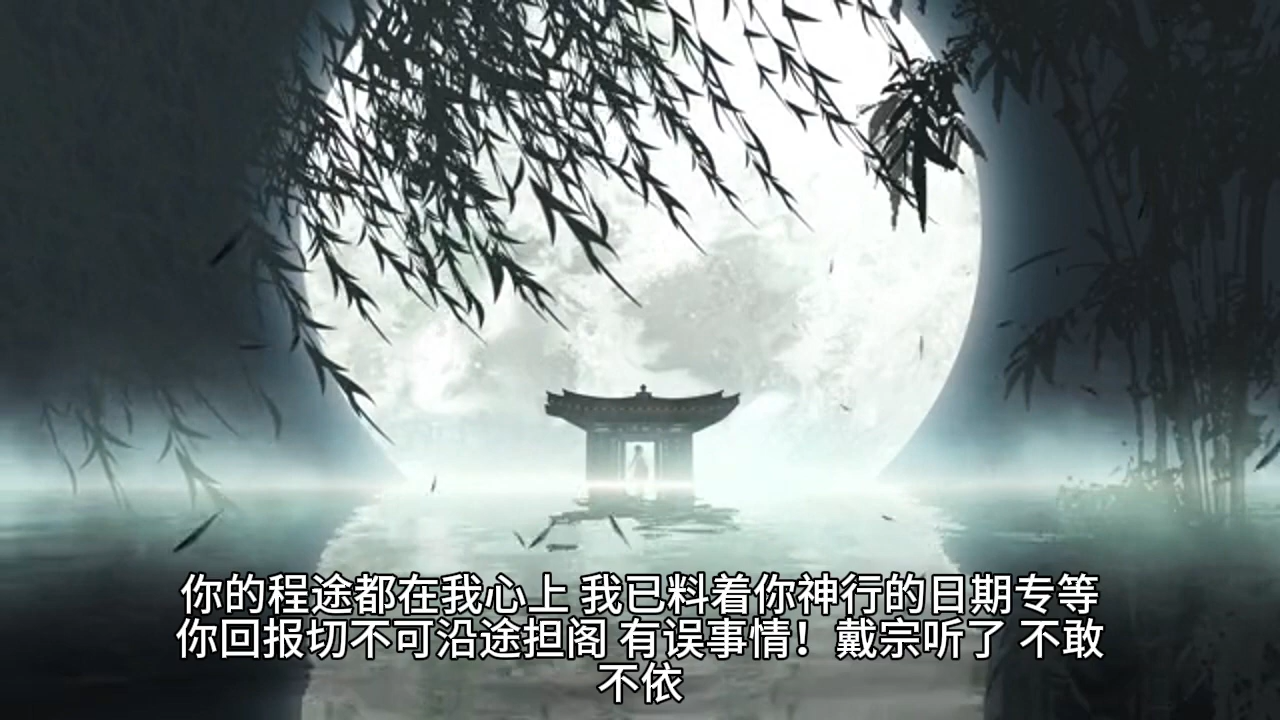 你的程途都在我心上 我已料着你神行的日期专等
你回报切不可沿途担阁 有误事情！戴宗听了 不敢
不依